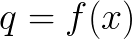 q = f(x)